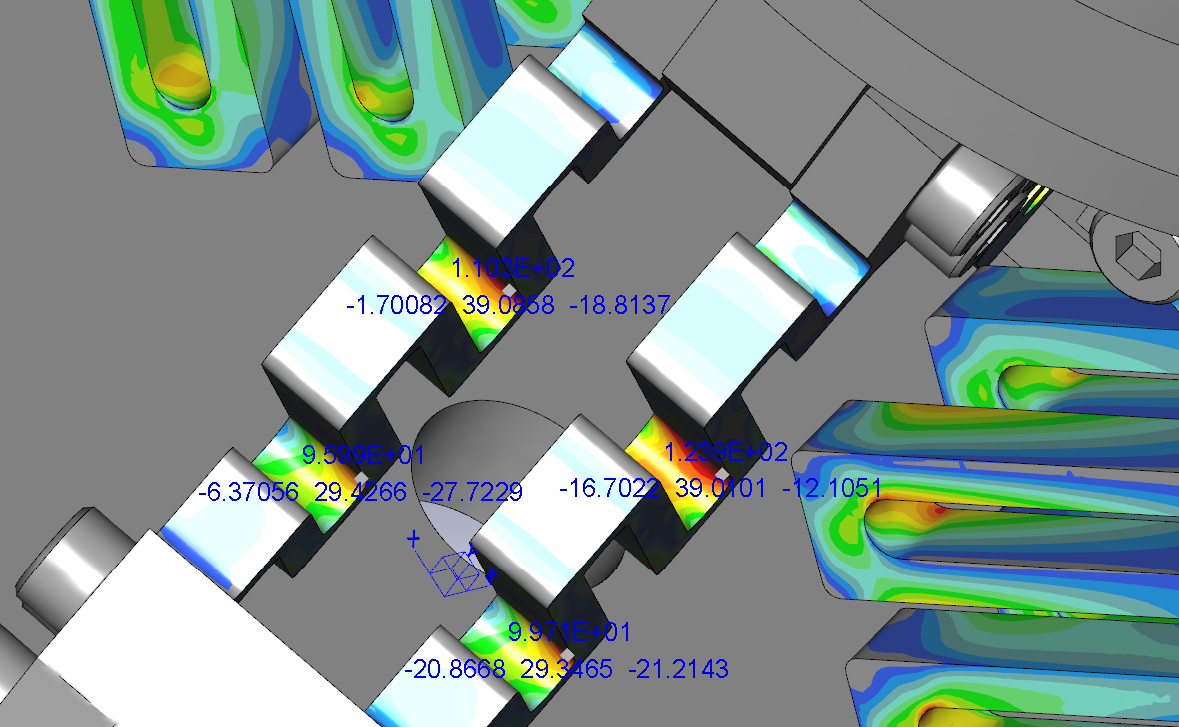 1.103E+02
-1.70082 39.0858 -18.8137
9.599E+01
-6.37056 29.4266 -27.7229
1.239E+02
-16.7022 39.0101 -12.1051
9.971E+01
-20.8668 29.3465 -21.2143